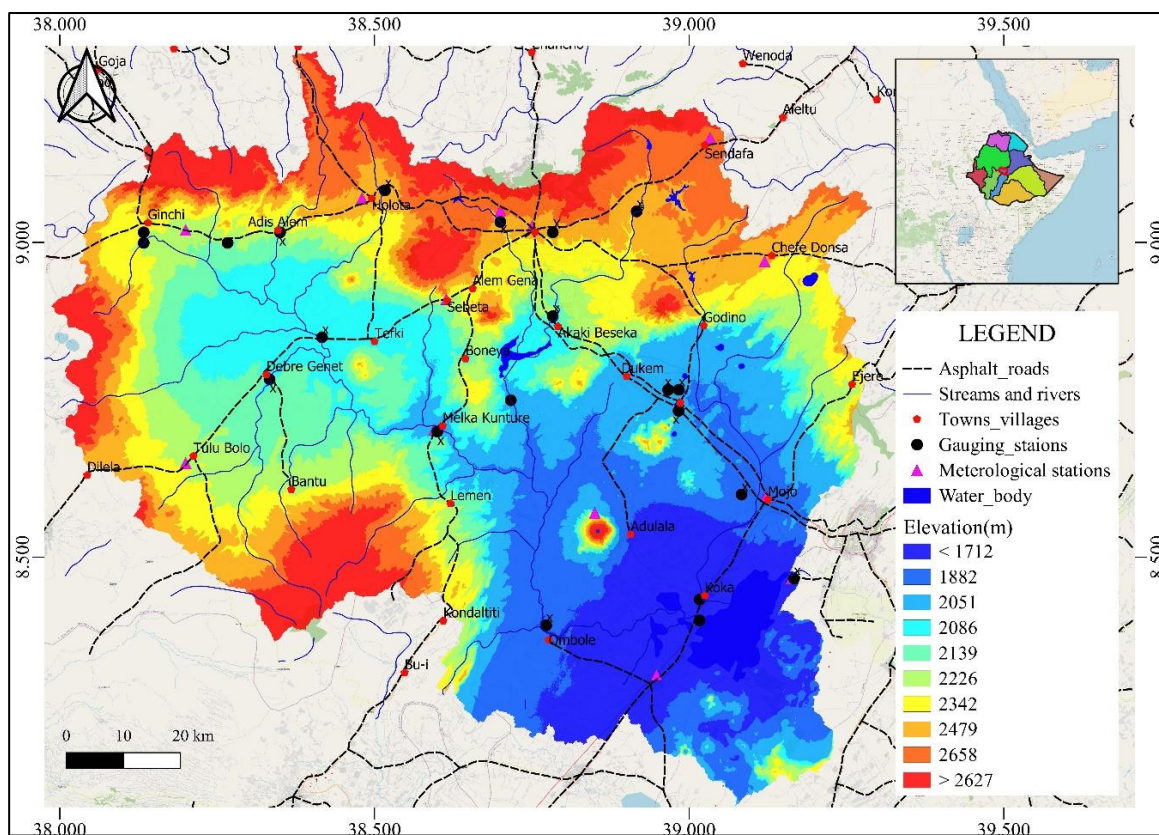 38.000 38.500 39.000 39.500
Goja
Chancho
Wenoda
Aleltu
Sendafa
Ginchi
Holota
Adis Alem
9.000
9.000
Chefe Donsa
Alem Gena
Sebeta
Godino
Akaki Beseka
Tefki
Boneya
Debre Genet
Dukem
Ejere
Melka Kunture
Tulu Bolo
Dilela
Bantu
Lemen
Mojo
Adulala
8.500
8.500
Koka
Kondaltiti
Ombole
Bu-i
0 10 20 km
38.000 38.500 39.000 39.500
LEGEND
Asphalt_roads
Streams and rivers
Towns_villages
Gauging_staions
Meterological stations
Water_body
Elevation(m)
< 1712
1882
2051
2086
2139
2226
2342
2479
2658
> 2627